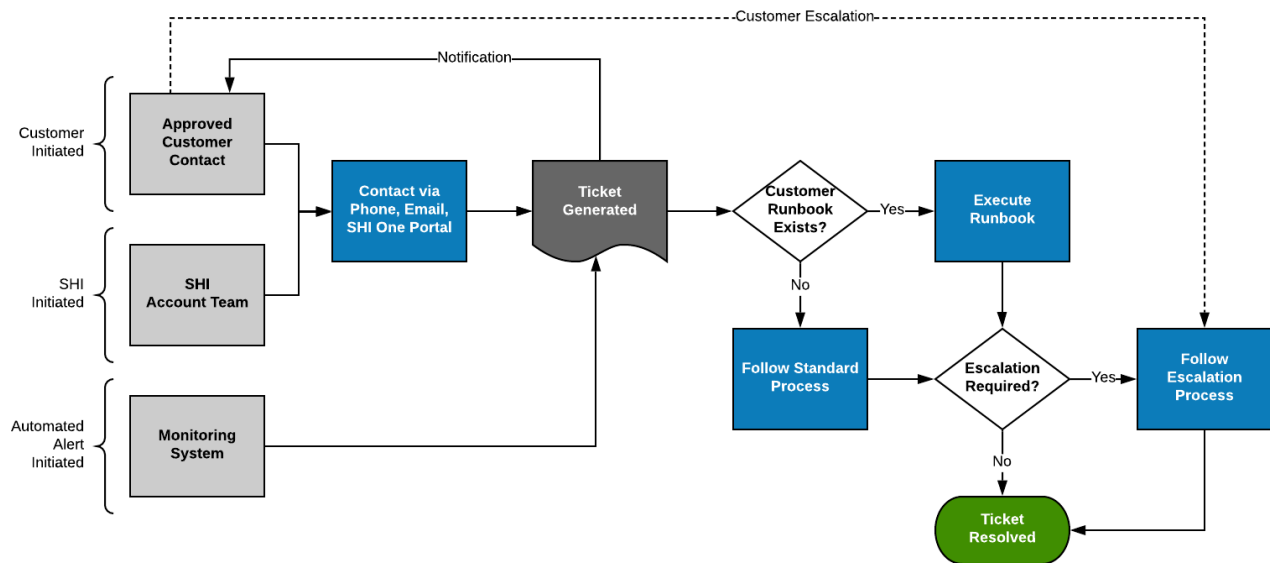 Customer Escalation
Notification
Customer
Initiated
Approved
Customer
Contact
Contact via
Phone, Email,
SHI One Portal
Ticket
Generated
Customer
Runbook
Exists?
Yes
Execute
Runbook
SHI
Initiated
SHI
Account Team
No
Follow Standard
Process
Escalation
Required?
Yes
Follow
Escalation
Process
Automated
Alert
Initiated
Monitoring
System
No
Ticket
Resolved